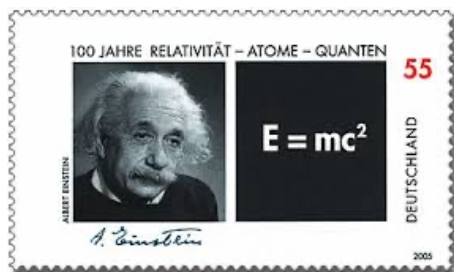 100 JAHRE RELATIVITÄT – ATOME – QUANTEN
55
E = mc²
ALBERT EINSTEIN
DEUTSCHLAND
A. Einstein
2005